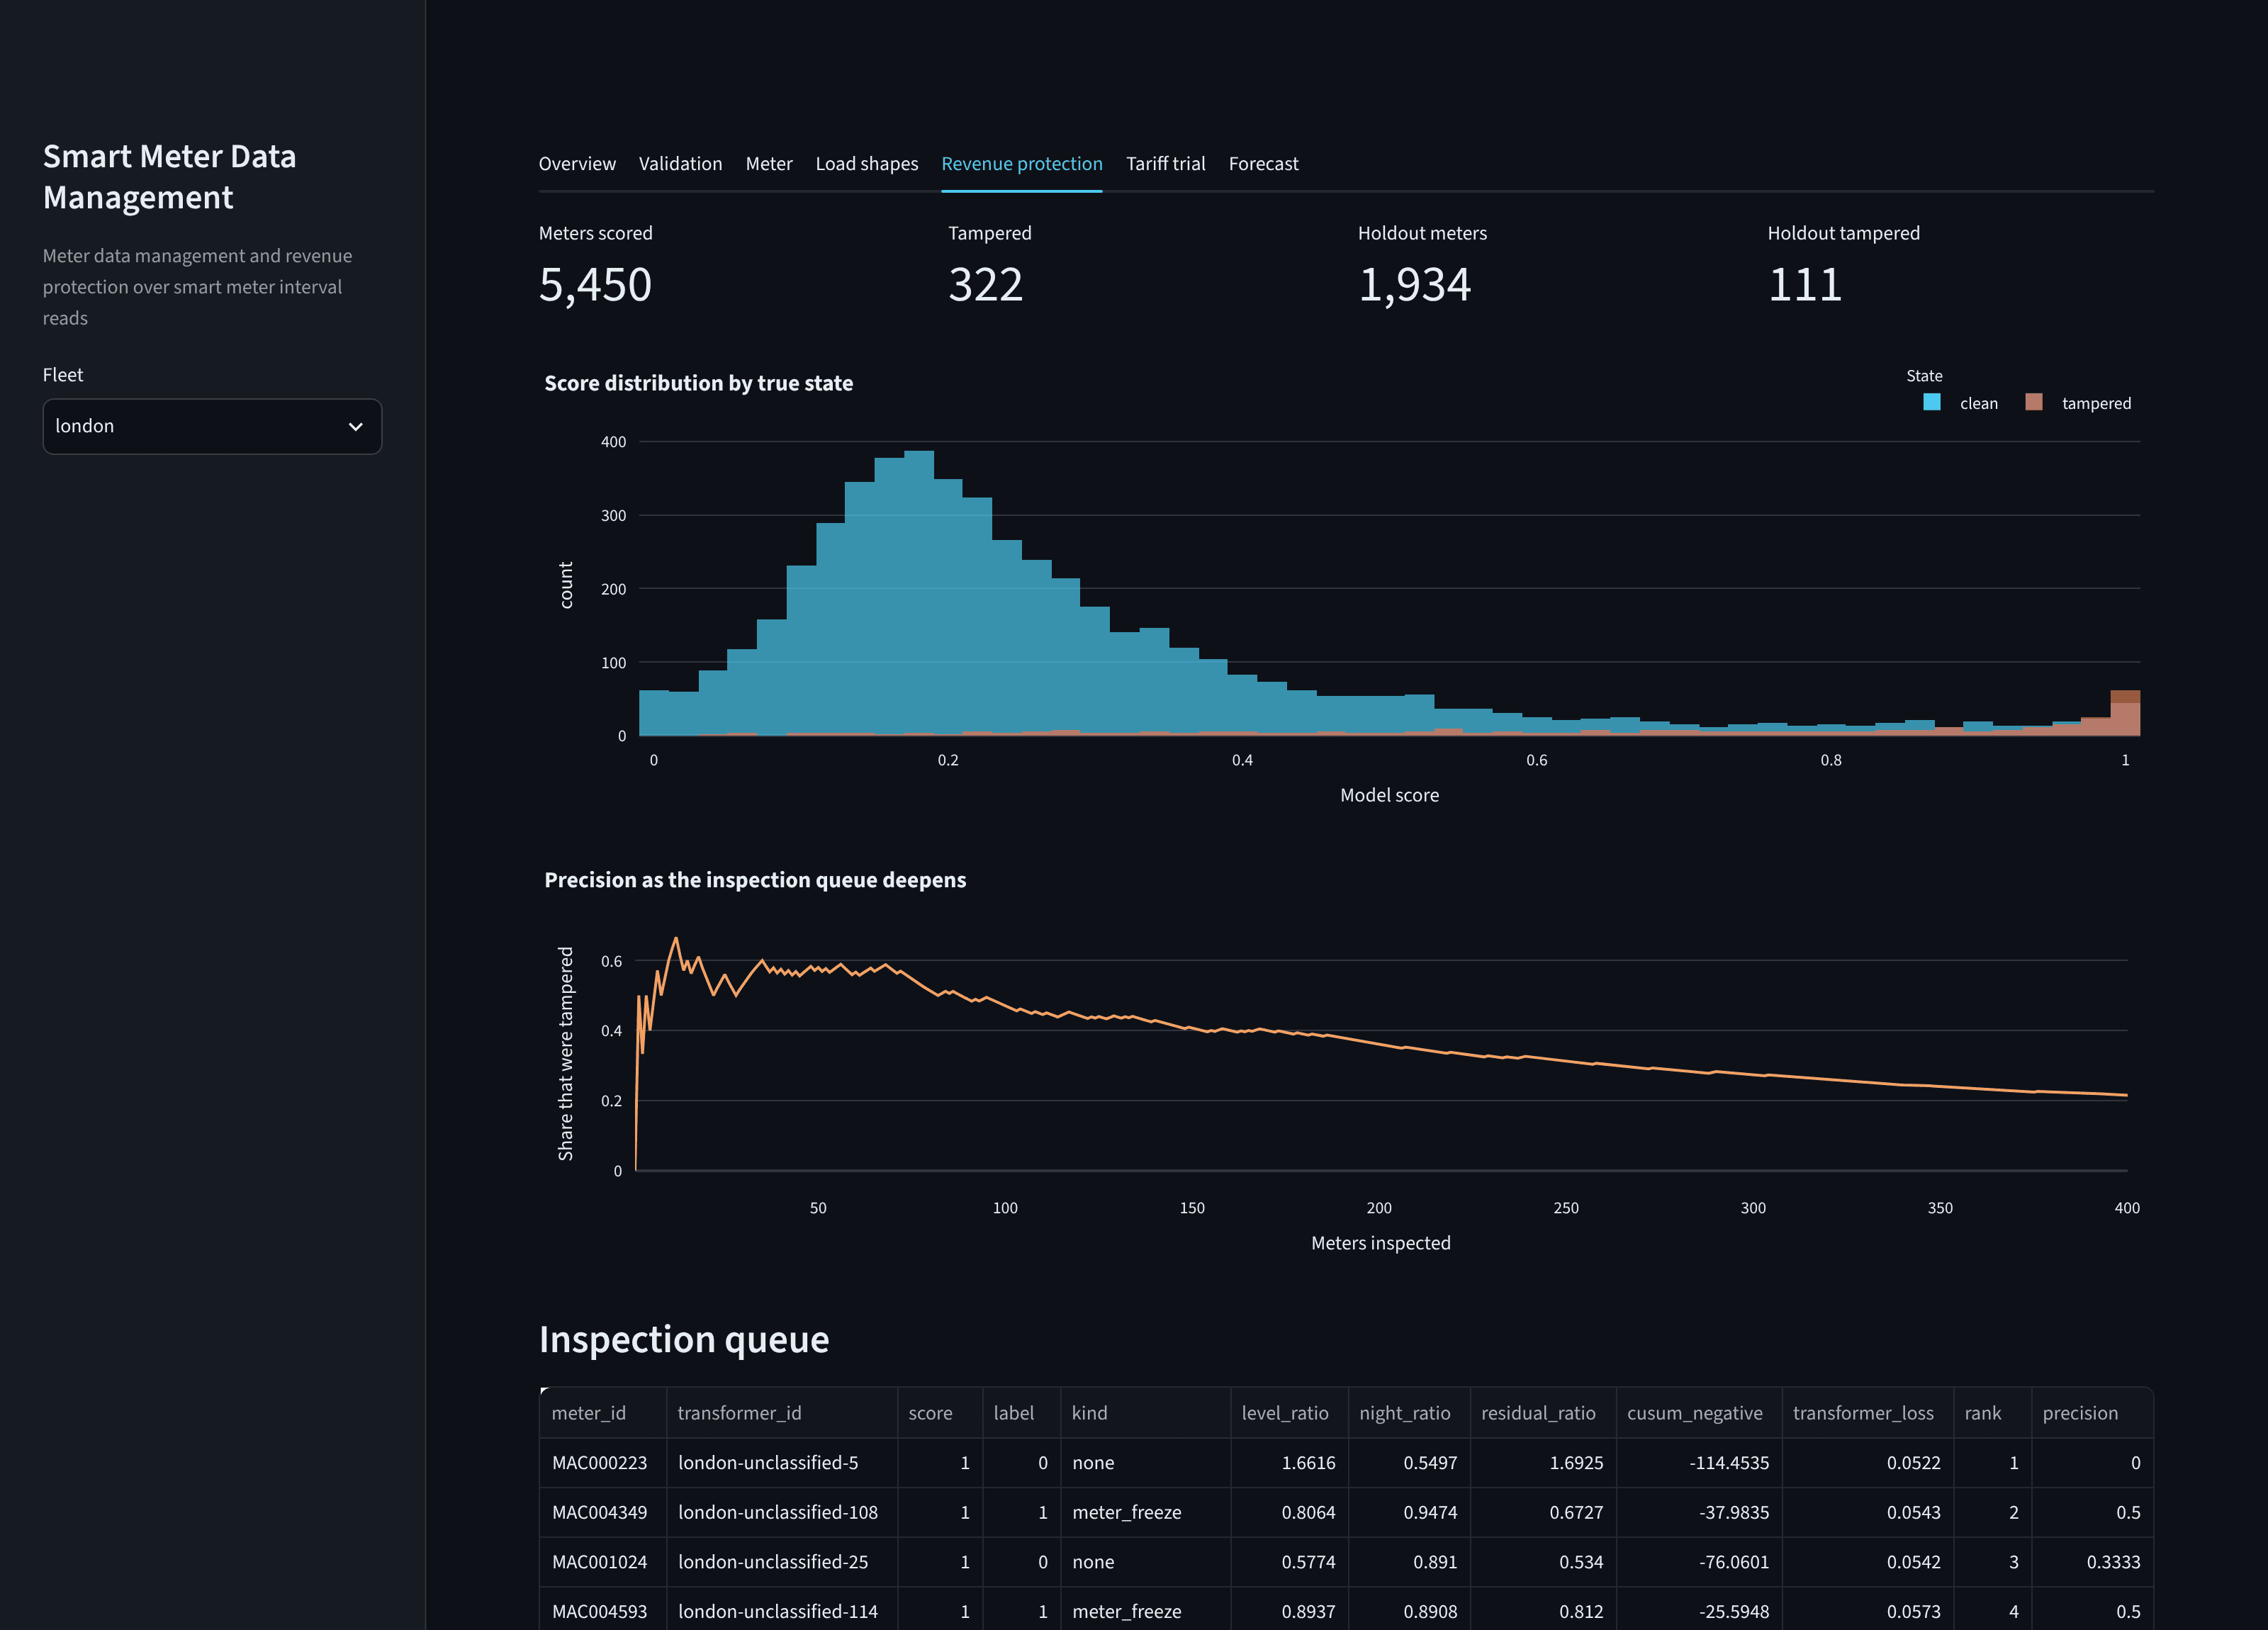 Smart Meter Data
Management
Meter data management and revenue
protection over smart meter interval
reads
Fleet
london
Overview Validation Meter Load shapes Revenue protection Tariff trial Forecast
Meters scored Tampered Holdout meters Holdout tampered
5,450 322 1,934 111
Score distribution by true state
State
clean tampered
400
300
200
100
0
count
0 0.2 0.4 0.6 0.8 1
Model score
Precision as the inspection queue deepens
0.6
0.4
0.2
0
Share that were tampered
50 100 150 200 250 300 350 400
Meters inspected
Inspection queue
meter_id transformer_id score label kind level_ratio night_ratio residual_ratio cusum_negative transformer_loss rank precision
MAC000223 london-unclassified-5 1 0 none 1.6616 0.5497 1.6925 -114.4535 0.0522 1 0
MAC004349 london-unclassified-108 1 1 meter_freeze 0.8064 0.9474 0.6727 -37.9835 0.0543 2 0.5
MAC001024 london-unclassified-25 1 0 none 0.5774 0.891 0.534 -76.0601 0.0542 3 0.3333
MAC004593 london-unclassified-114 1 1 meter_freeze 0.8937 0.8908 0.812 -25.5948 0.0573 4 0.5